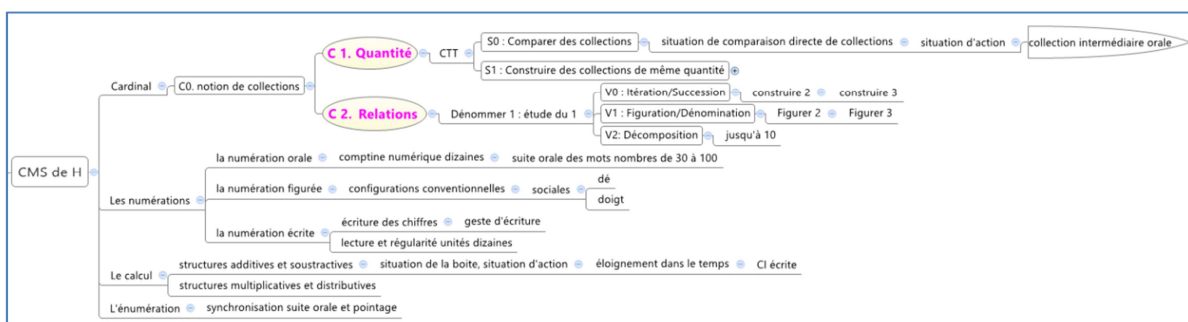 CMS de H
Cardinal
C0. notion de collections
C 1. Quantité
CTT
S0 : Comparer des collections
situation de comparaison directe de collections
situation d'action
collection intermédiaire orale
S1 : Construire des collections de même quantité
C 2. Relations
Dénommer 1 : étude du 1
V0 : Itération/Succession
construire 2
construire 3
V1 : Figuration/Dénomination
Figurer 2
Figurer 3
V2: Décomposition
jusqu'à 10
Les numérations
la numération orale
comptine numérique dizaines
suite orale des mots nombres de 30 à 100
la numération figurée
configurations conventionnelles
sociales
dé
doigt
la numération écrite
écriture des chiffres
geste d'écriture
lecture et régularité unités dizaines
Le calcul
structures additives et soustractives
situation de la boite, situation d'action
éloignement dans le temps
CI écrite
structures multiplicatives et distributives
L'énumération
synchronisation suite orale et pointage